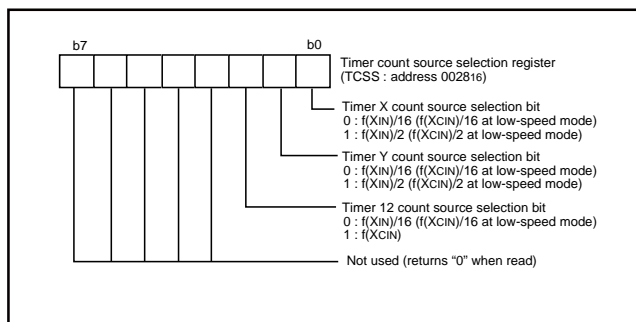 b7 b0
Timer count source selection register
(TCSS : address 002816)
Timer X count source selection bit
0 : f(XIN)/16 (f(XCIN)/16 at low-speed mode)
1 : f(XIN)/2 (f(XCIN)/2 at low-speed mode)
Timer Y count source selection bit
0 : f(XIN)/16 (f(XCIN)/16 at low-speed mode)
1 : f(XIN)/2 (f(XCIN)/2 at low-speed mode)
Timer 12 count source selection bit
0 : f(XIN)/16 (f(XCIN)/16 at low-speed mode)
1 : f(XCIN)
Not used (returns “0” when read)